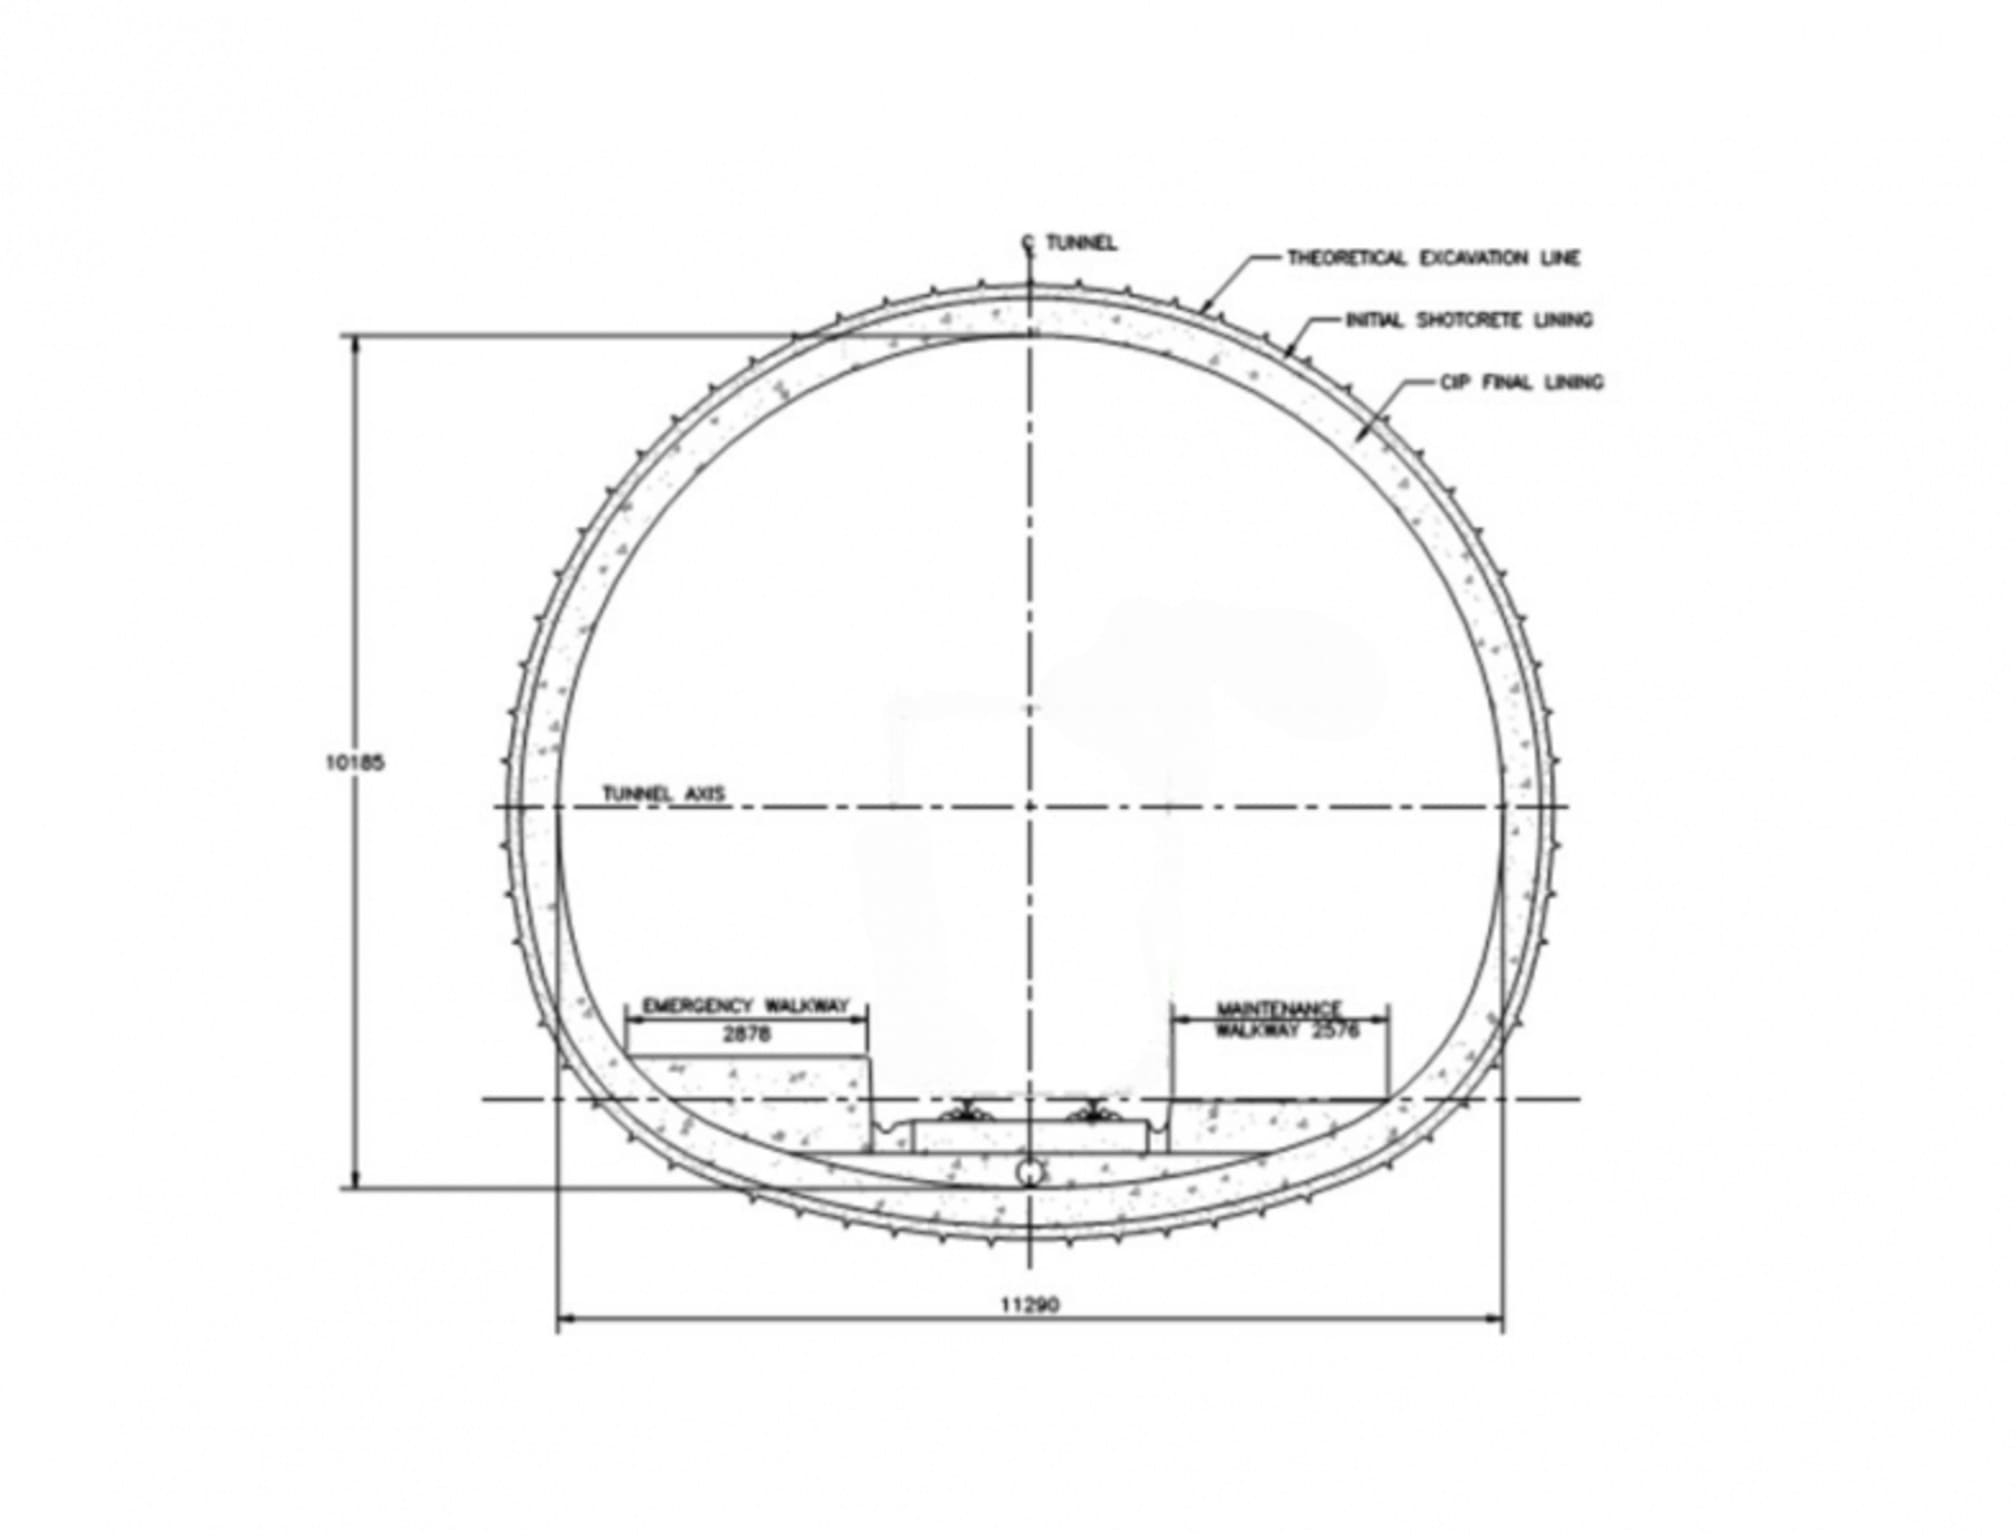 ℄ TUNNEL
THEORETICAL EXCAVATION LINE
INITIAL SHOTCRETE LINING
CIP FINAL LINING
10185
TUNNEL AXIS
EMERGENCY WALKWAY
2878
MAINTENANCE
WALKWAY 2576
11290